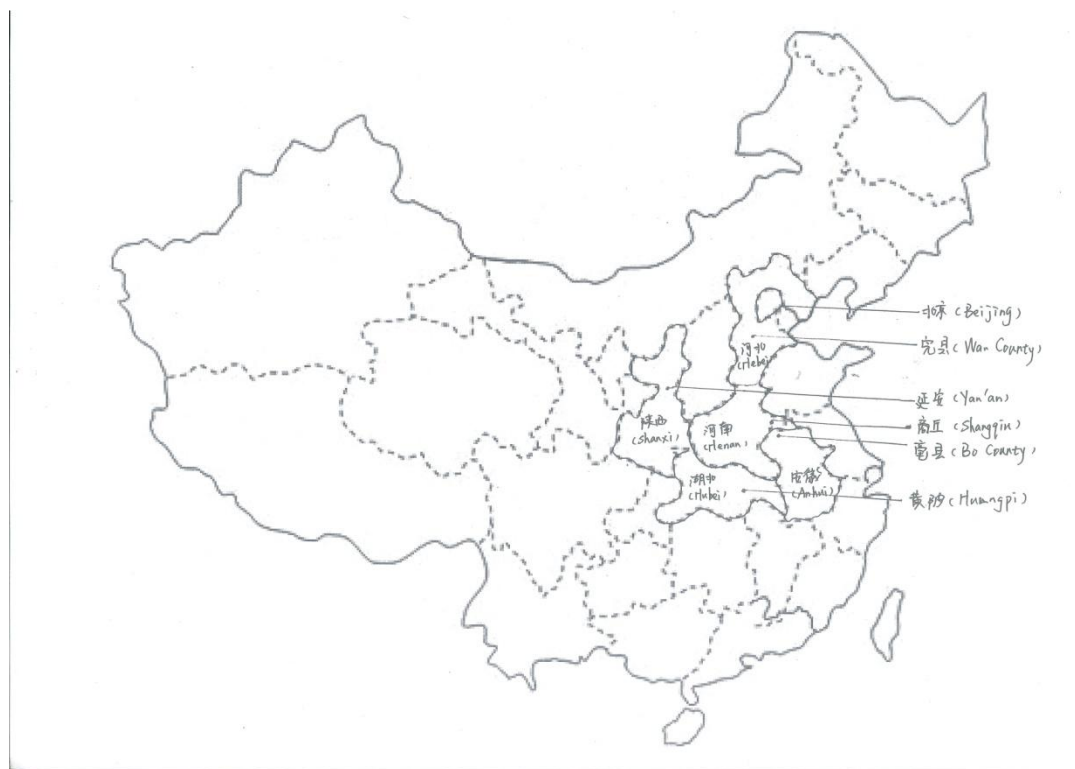 北京 (Beijing)
完县 (Wan County)
河北
(Hebei)
延安 (Yan'an)
商丘 (Shangqiu)
亳县 (Bo County)
陕西
(Shanxi)
河南
(Henan)
安徽
(Anhui)
湖北
(Hubei)
黄陂 (Huangpi)